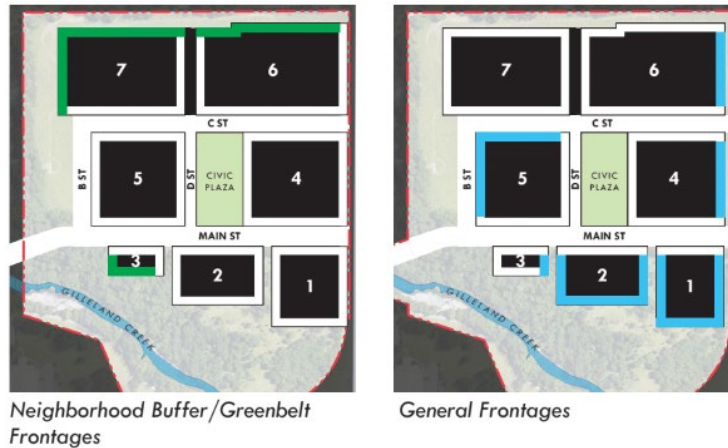 7
6
C ST
B ST
5
D ST
CIVIC
PLAZA
4
MAIN ST
3
2
1
GILLELAND CREEK
Neighborhood Buffer/Greenbelt
Frontages
7
6
C ST
B ST
5
D ST
CIVIC
PLAZA
4
MAIN ST
3
2
1
GILLELAND CREEK
General Frontages